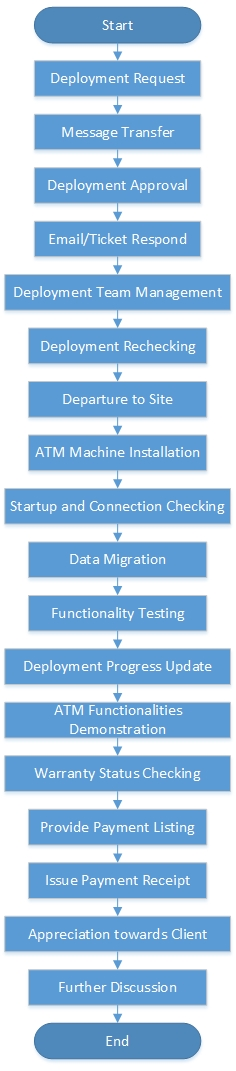 Start
Deployment Request
Message Transfer
Deployment Approval
Email/Ticket Respond
Deployment Team Management
Deployment Rechecking
Departure to Site
ATM Machine Installation
Startup and Connection Checking
Data Migration
Functionality Testing
Deployment Progress Update
ATM Functionalities
Demonstration
Warranty Status Checking
Provide Payment Listing
Issue Payment Receipt
Appreciation towards Client
Further Discussion
End